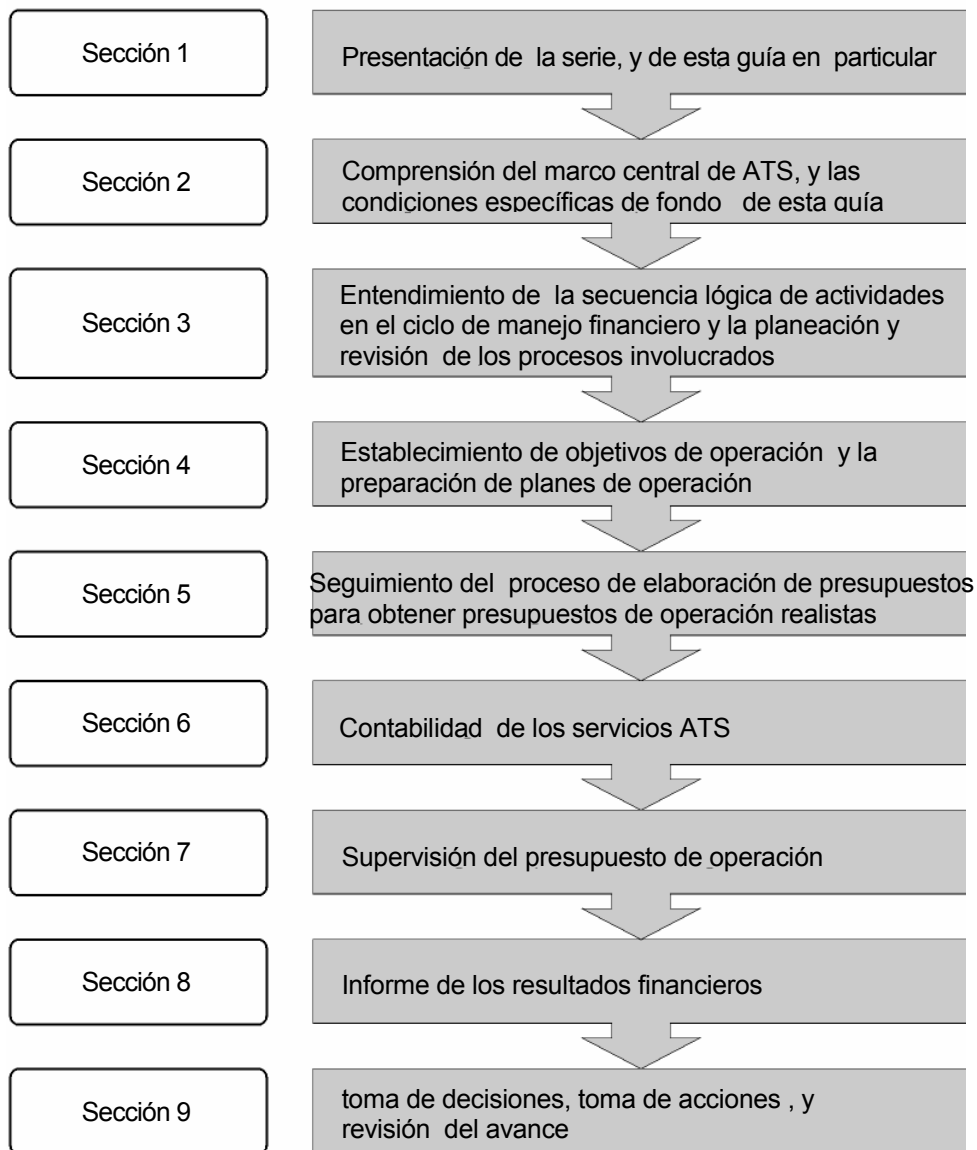 Sección 1
Presentación de la serie, y de esta guía en particular
Sección 2
Comprensión del marco central de ATS, y las
condiciones específicas de fondo de esta guía
Sección 3
Entendimiento de la secuencia lógica de actividades
en el ciclo de manejo financiero y la planeación y
revisión de los procesos involucrados
Sección 4
Establecimiento de objetivos de operación y la
preparación de planes de operación
Sección 5
Seguimiento del proceso de elaboración de presupuestos
para obtener presupuestos de operación realistas
Sección 6
Contabilidad de los servicios ATS
Sección 7
Supervisión del presupuesto de operación
Sección 8
Informe de los resultados financieros
Sección 9
toma de decisiones, toma de acciones , y
revisión del avance